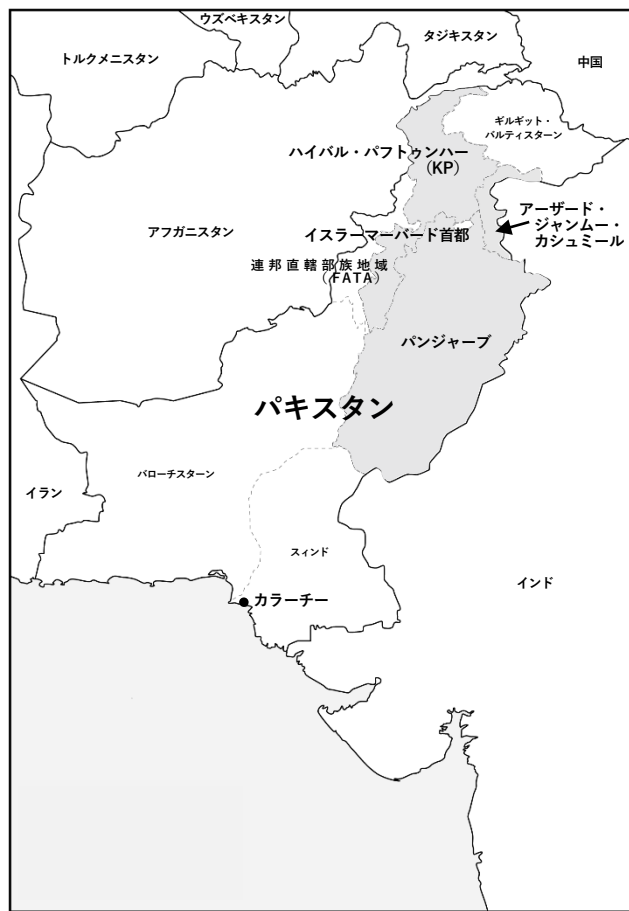 ウズベキスタン
タジキスタン
トルクメニスタン
中国
ギルギット・
バルティスターン
ハイバル・パフトゥンハー
(KP)
アーザード・
ジャンムー・
カシュミール
アフガニスタン
イスラーマーバード首都
連邦直轄部族地域
(FATA)
パンジャーブ
パキスタン
バローチスターン
イラン
スィンド
インド
カラーチー